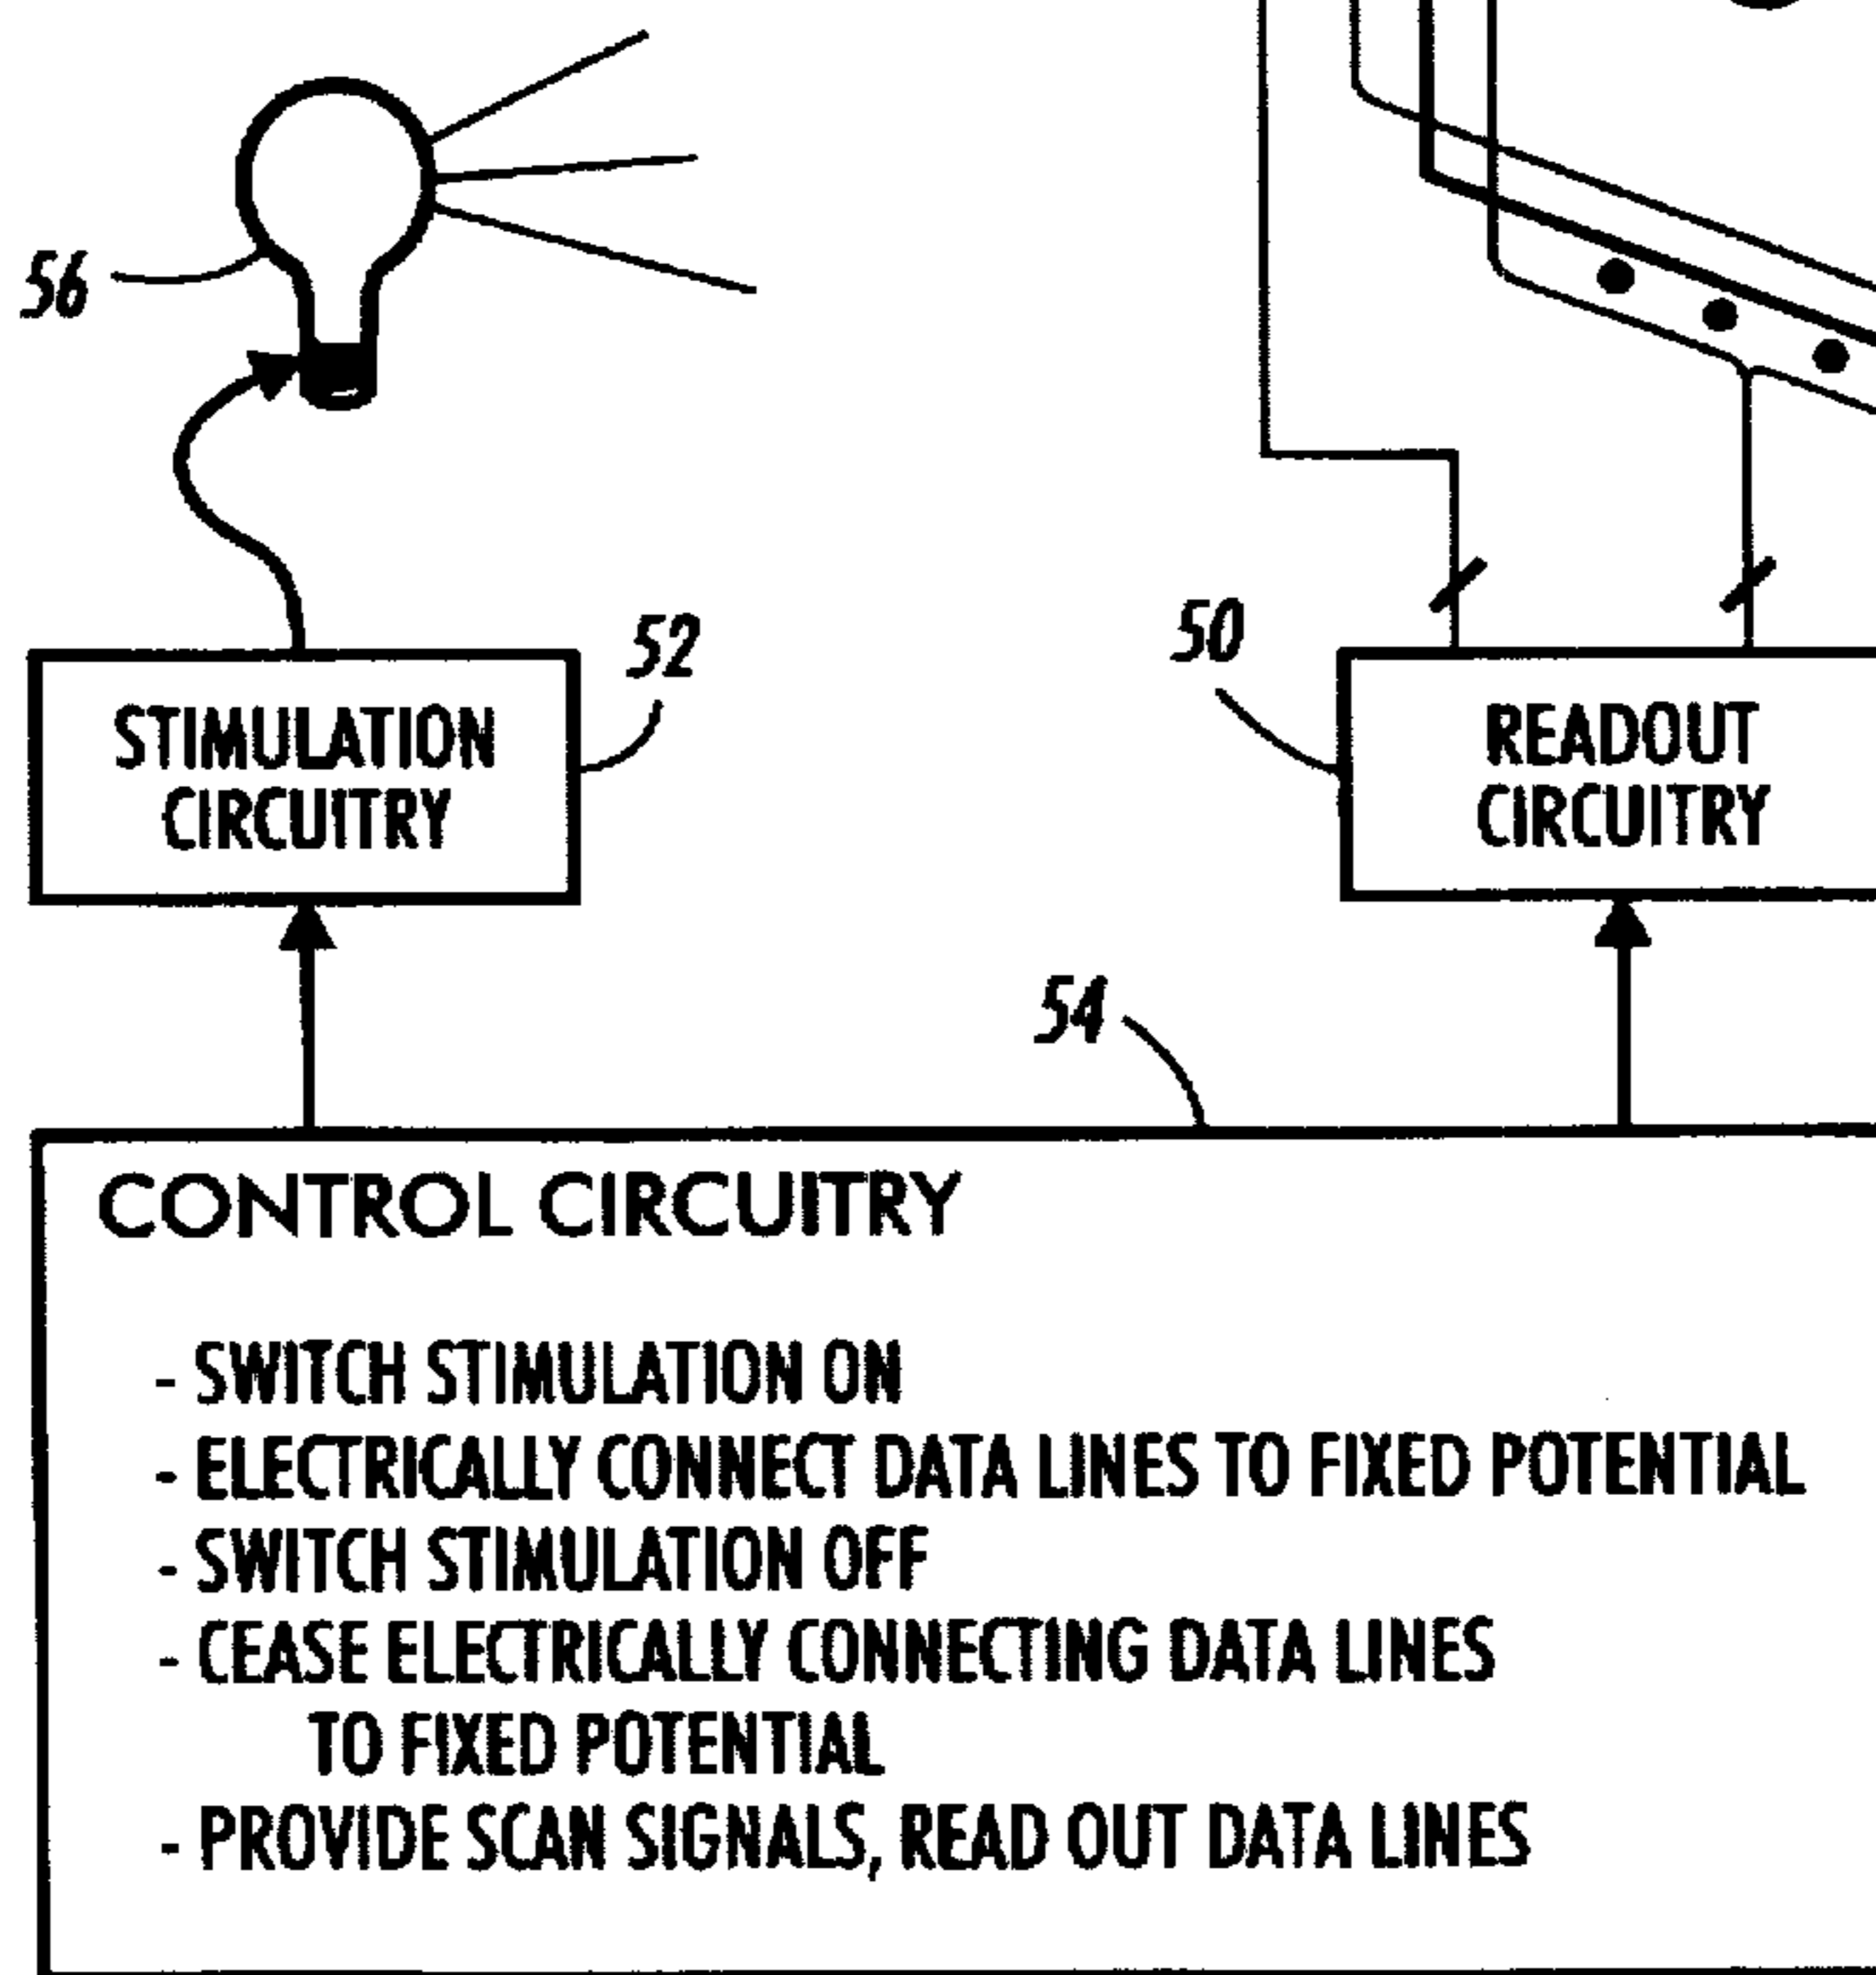 56
52
50
STIMULATION
CIRCUITRY
READOUT
CIRCUITRY
54
CONTROL CIRCUITRY
- SWITCH STIMULATION ON
- ELECTRICALLY CONNECT DATA LINES TO FIXED POTENTIAL
- SWITCH STIMULATION OFF
- CEASE ELECTRICALLY CONNECTING DATA LINES
TO FIXED POTENTIAL
- PROVIDE SCAN SIGNALS, READ OUT DATA LINES